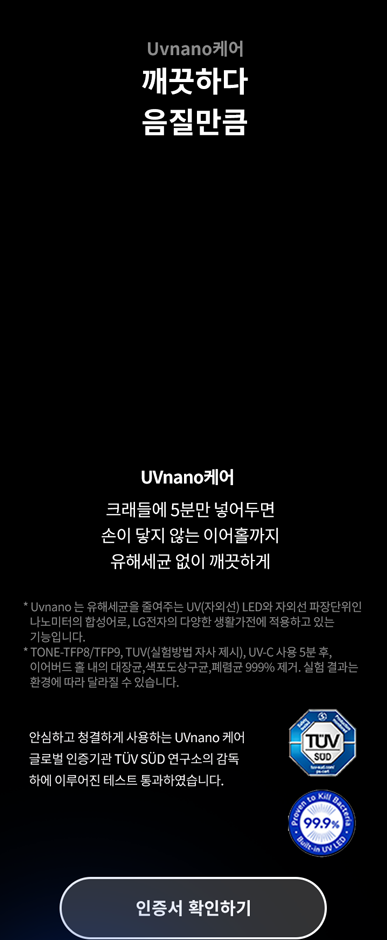 Uvnano케어
깨끗하다
음질만큼
UVnano케어
크래들에 5분만 넣어두면
손이 닿지 않는 이어홀까지
유해세균 없이 깨끗하게
* Uvnano 는 유해세균을 줄여주는 UV(자외선) LED와 자외선 파장단위인
나노미터의 합성어로, LG전자의 다양한 생활가전에 적용하고 있는
기능입니다.
* TONE-TFP8/TFP9, TUV(실험방법 자사 제시), UV-C 사용 5분 후,
이어버드 홀 내의 대장균,색포도상구균,폐렴균 999% 제거. 실험 결과는
환경에 따라 달라질 수 있습니다.
안심하고 청결하게 사용하는 UVnano 케어
글로벌 인증기관 TÜV SÜD 연구소의 감독
하에 이루어진 테스트 통과하였습니다.
TÜV
SÜD
Proven to Kill Bacteria
99.9%
Built-in UV LED
인증서 확인하기